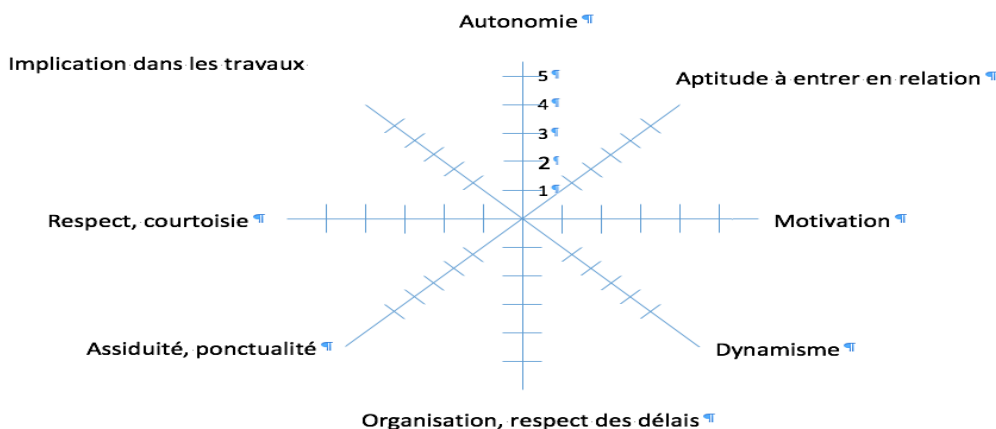 Autonomie ¶
Implication dans les travaux
Aptitude à entrer en relation ¶
5 ¶
4 ¶
3 ¶
2 ¶
1 ¶
Respect, courtoisie ¶
Motivation ¶
Assiduité, ponctualité ¶
Dynamisme ¶
Organisation, respect des délais ¶